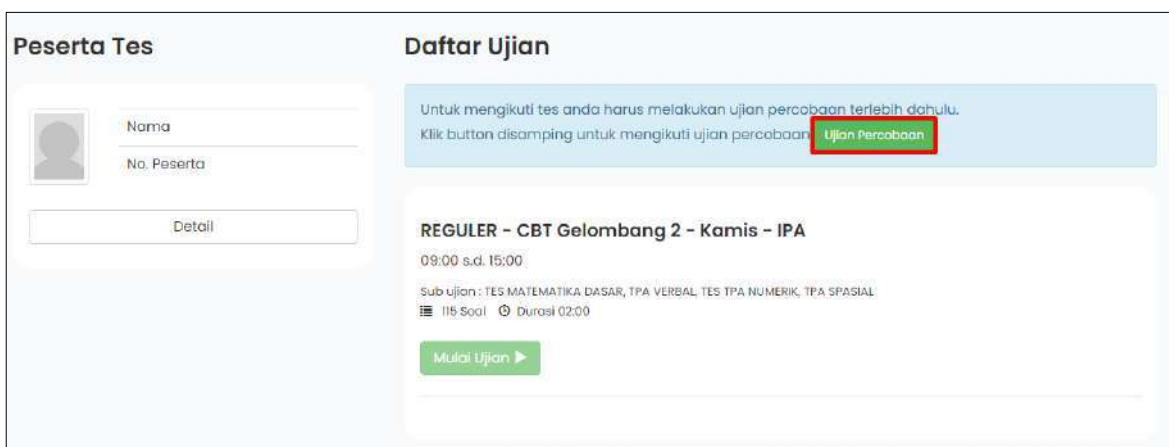 Peserta Tes
Nama
No. Peserta
Detail
Daftar Ujian
Untuk mengikuti tes anda harus melakukan ujian percobaan terlebih dahulu.
Klik button disamping untuk mengikuti ujian percobaan Ujian Percobaan
REGULER - CBT Gelombang 2 - Kamis - IPA
09:00 s.d. 15:00
Sub ujian : TES MATEMATIKA DASAR, TPA VERBAL, TES TPA NUMERIK, TPA SPASIAL
115 Soal Durasi 02:00
Mulai Ujian